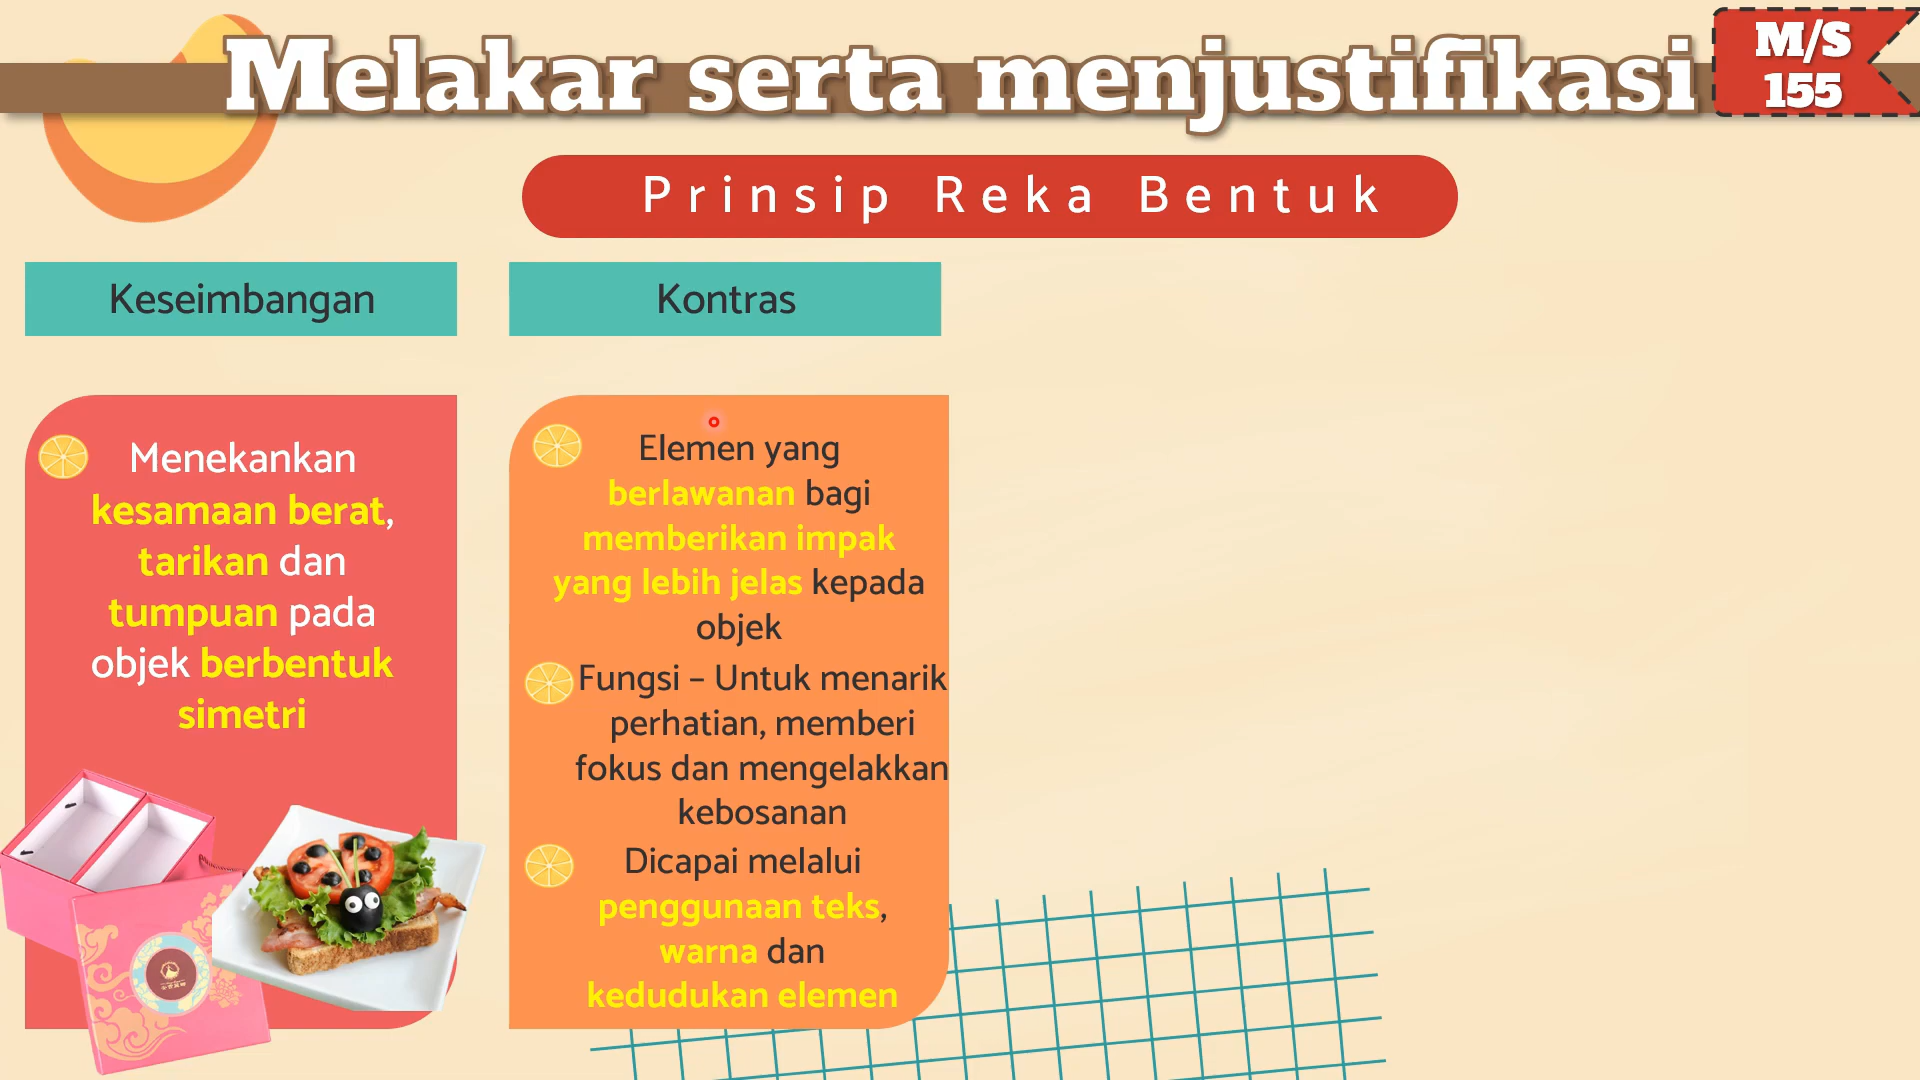 Melakar serta menjustifikasi
M/S
155
Prinsip Reka Bentuk
Keseimbangan
Menekankan
kesamaan berat,
tarikan dan
tumpuan pada
objek berbentuk
simetri
Kontras
Elemen yang
berlawanan bagi
memberikan impak
yang lebih jelas kepada
objek
Fungsi – Untuk menarik
perhatian, memberi
fokus dan mengelakkan
kebosanan
Dicapai melalui
penggunaan teks,
warna dan
kedudukan elemen